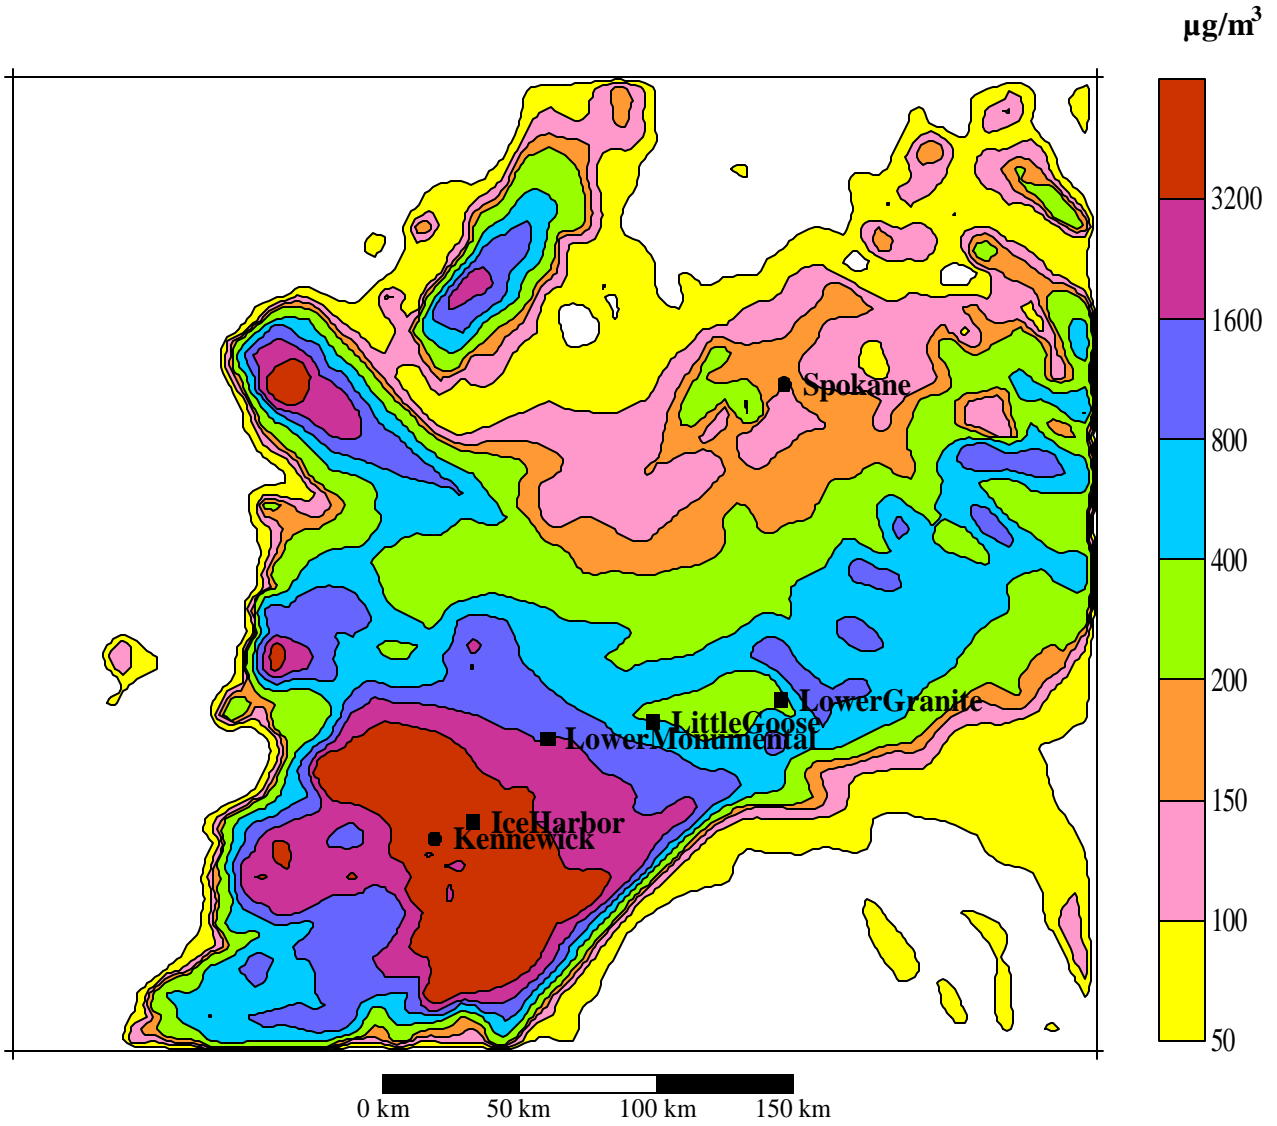 µg/m³
3200
1600
800
400
200
150
100
50
Spokane
LowerGranite
LittleGoose
LowerMonumental
IceHarbor
Kennewick
0 km 50 km 100 km 150 km